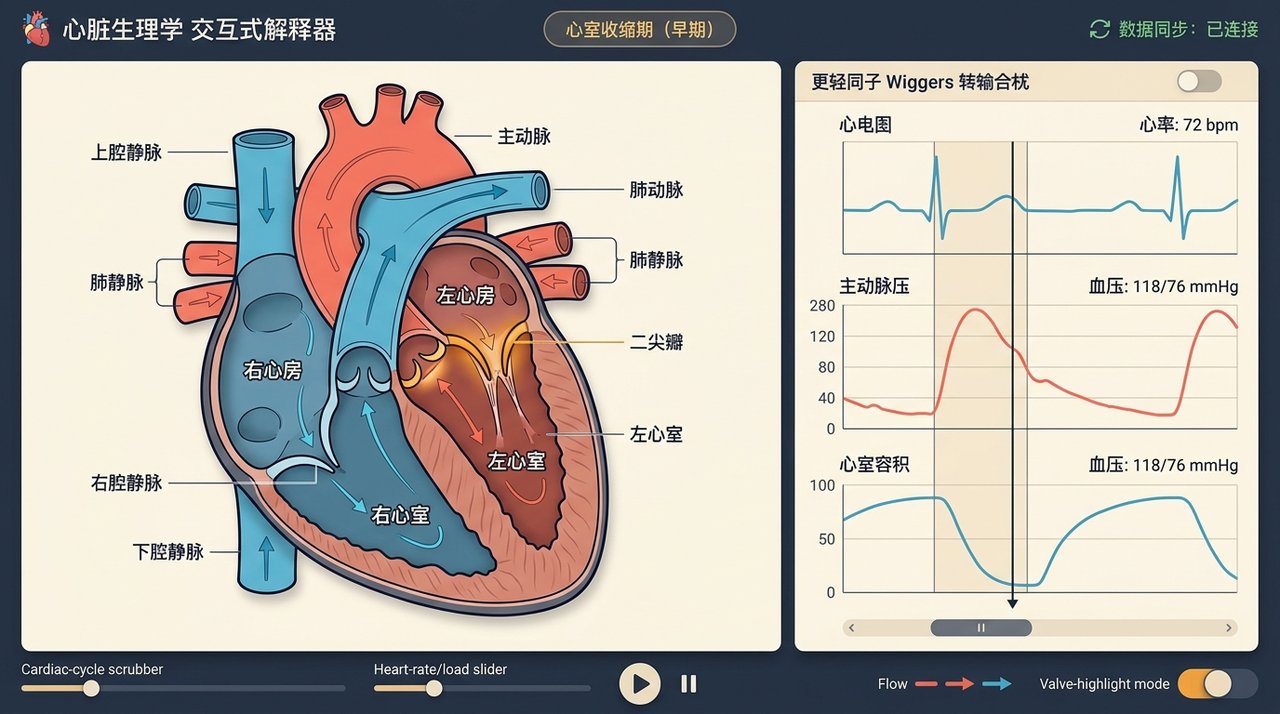 心脏生理学 交互式解释器
心室收缩期（早期）
数据同步：已连接
上腔静脉
肺静脉
右腔静脉
下腔静脉
主动脉
肺动脉
肺静脉
二尖瓣
左心室
左心房
右心房
左心室
右心室
更轻同子 Wiggers 转输合枕
心电图
心率: 72 bpm
主动脉压
血压: 118/76 mmHg
280
120
80
40
0
心室容积
血压: 118/76 mmHg
100
50
0
Cardiac-cycle scrubber
Heart-rate/load slider
Flow
Valve-highlight mode